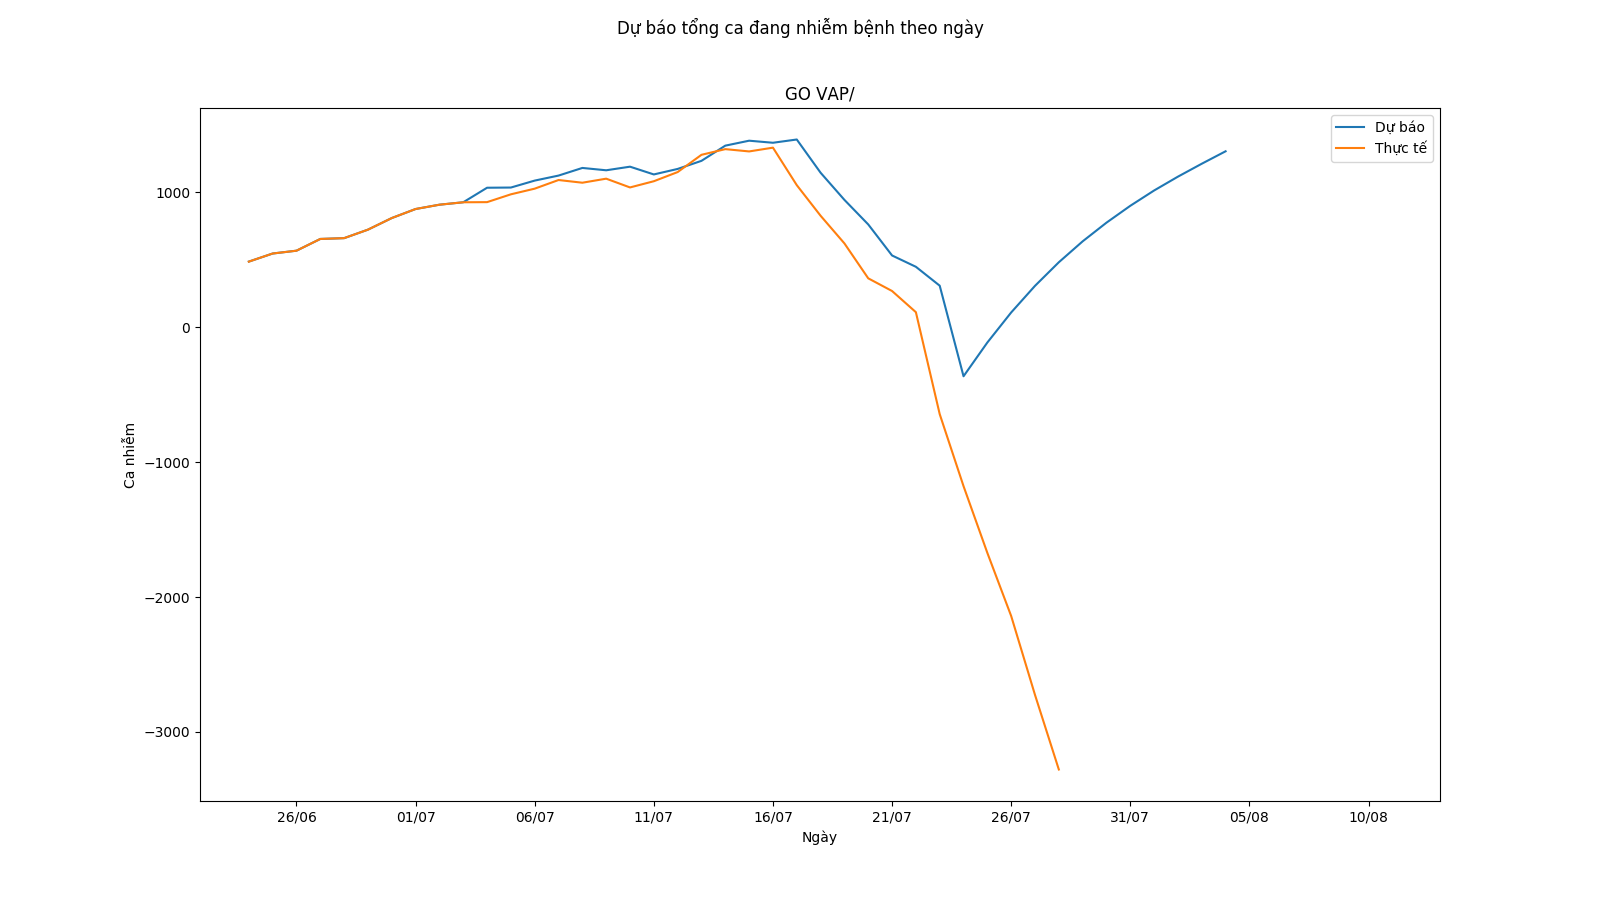 Dự báo tổng ca đang nhiễm bệnh theo ngày
GO VAP/
Dự báo
Thực tế
1000
0
−1000
−2000
−3000
Ca nhiễm
26/06 01/07 06/07 11/07 16/07 21/07 26/07 31/07 05/08 10/08
Ngày